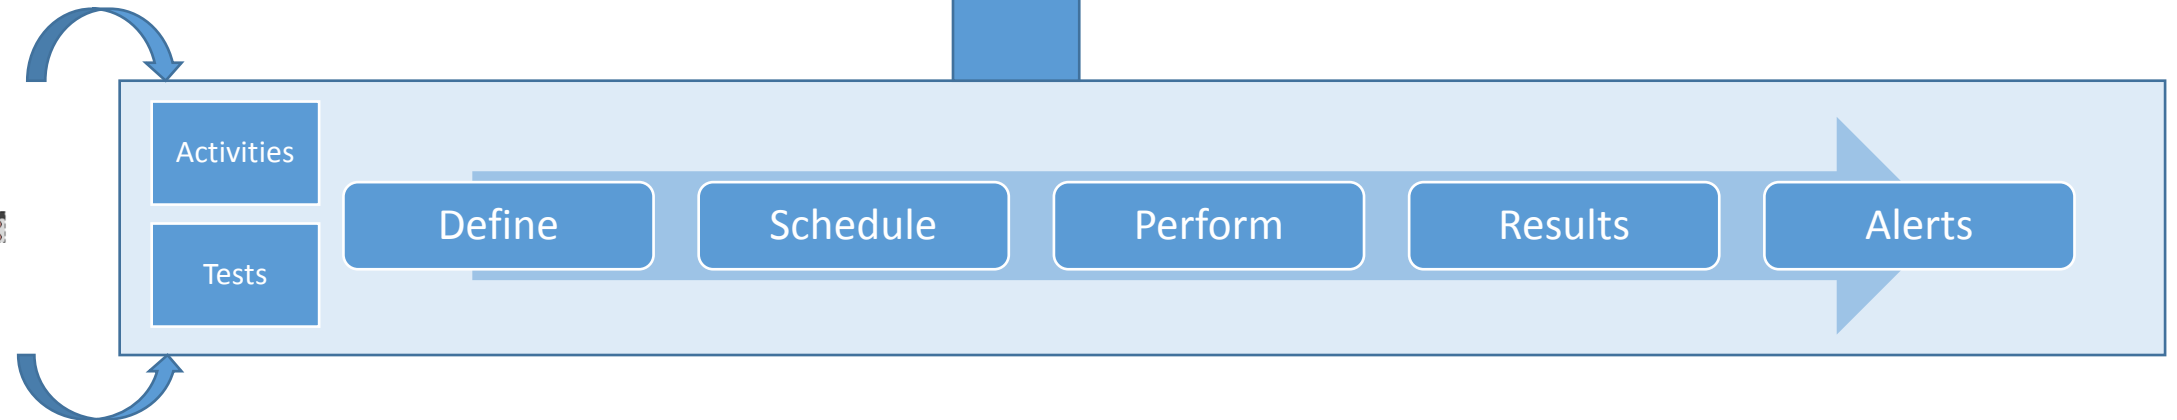 Activities
Tests
Define
Schedule
Perform
Results
Alerts